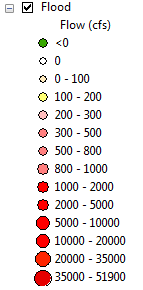 Flood
Flow (cfs)
<0
0
0 - 100
100 - 200
200 - 300
300 - 500
500 - 800
800 - 1000
1000 - 2000
2000 - 5000
5000 - 10000
10000 - 20000
20000 - 35000
35000 - 51900